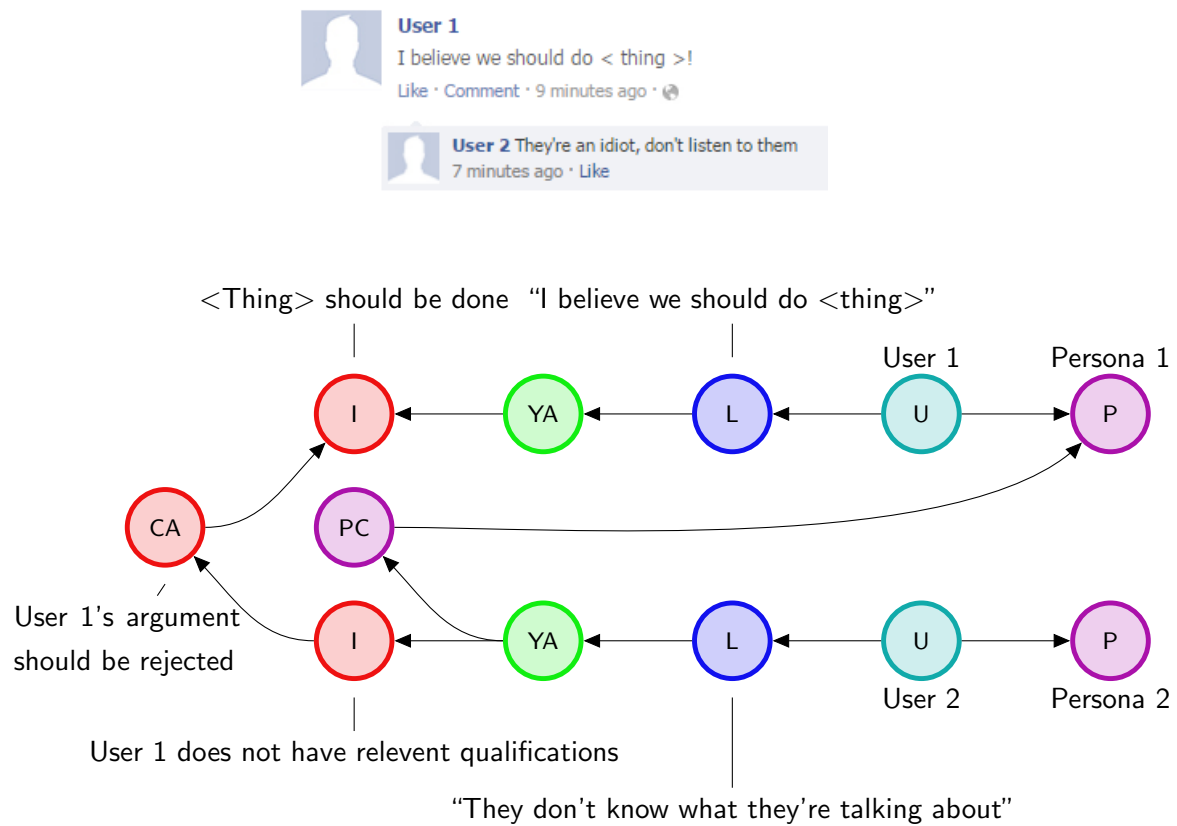 User 1
I believe we should do < thing >!
Like · Comment · 9 minutes ago ·
User 2 They're an idiot, don't listen to them
7 minutes ago · Like
<Thing> should be done “I believe we should do <thing>”
User 1 Persona 1
I YA L U P
CA PC
User 1's argument
should be rejected
I YA L U P
User 2 Persona 2
User 1 does not have relevent qualifications
“They don't know what they're talking about”